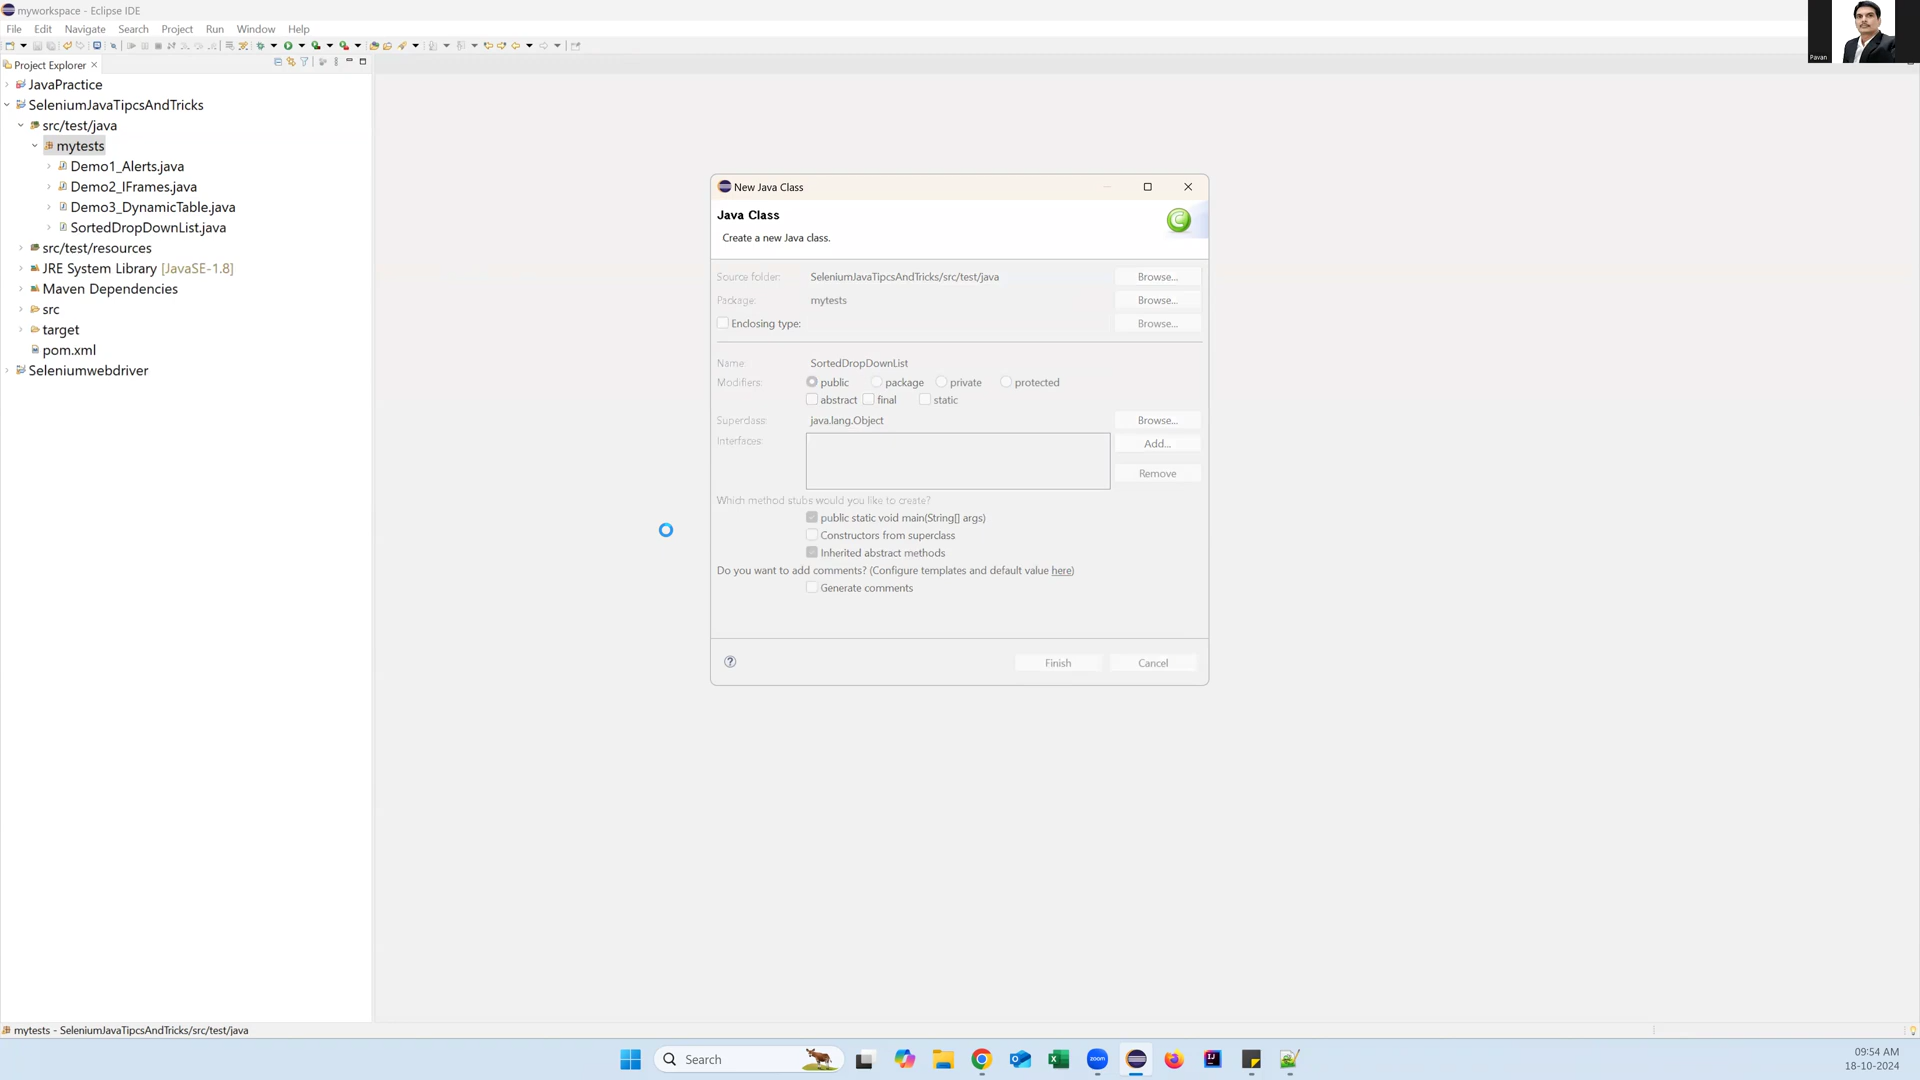 myworkspace - Eclipse IDE
File Edit Navigate Search Project Run Window Help
Project Explorer
JavaPractice
SeleniumJavaTipcsAndTricks
src/test/java
mytests
Demo1_Alerts.java
Demo2_IFrames.java
Demo3_DynamicTable.java
SortedDropDownList.java
src/test/resources
JRE System Library [JavaSE-1.8]
Maven Dependencies
src
target
pom.xml
Seleniumwebdriver
Pavan
New Java Class
Java Class
Create a new Java class.
Source folder: SeleniumJavaTipcsAndTricks/src/test/java Browse...
Package: mytests Browse...
Enclosing type: Browse...
Name: SortedDropDownList
Modifiers: public package private protected
abstract final static
Superclass: java.lang.Object Browse...
Interfaces: Add...
Remove
Which method stubs would you like to create?
public static void main(String[] args)
Constructors from superclass
Inherited abstract methods
Do you want to add comments? (Configure templates and default value here)
Generate comments
Finish Cancel
mytests - SeleniumJavaTipcsAndTricks/src/test/java
Search
zoom
09:54 AM
18-10-2024